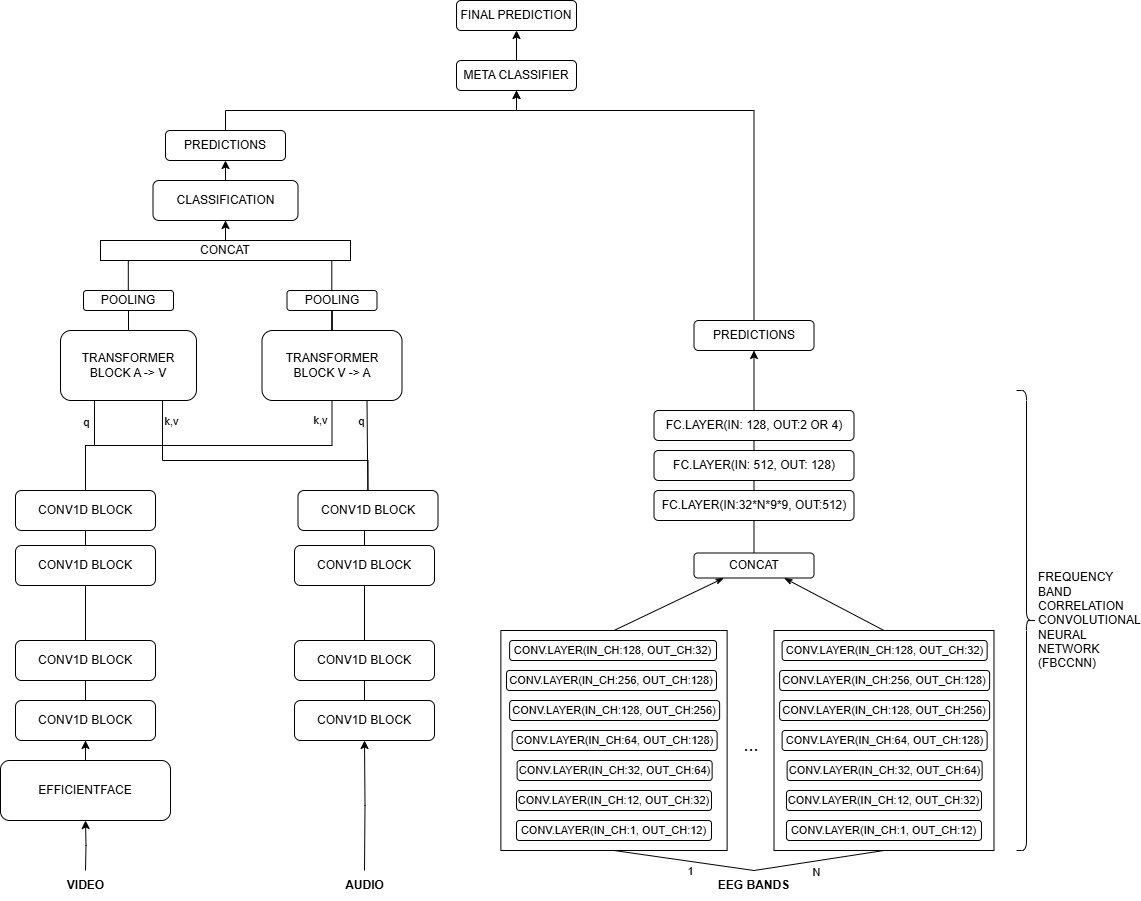 FINAL PREDICTION
META CLASSIFIER
PREDICTIONS
CLASSIFICATION
CONCAT
POOLING
POOLING
TRANSFORMER
BLOCK A -> V
TRANSFORMER
BLOCK V -> A
q
k,v
k,v
q
CONV1D BLOCK
CONV1D BLOCK
CONV1D BLOCK
CONV1D BLOCK
CONV1D BLOCK
CONV1D BLOCK
CONV1D BLOCK
CONV1D BLOCK
EFFICIENTFACE
VIDEO
AUDIO
PREDICTIONS
FC.LAYER(IN: 128, OUT:2 OR 4)
FC.LAYER(IN: 512, OUT: 128)
FC.LAYER(IN:32*N*9*9, OUT:512)
CONCAT
CONV.LAYER(IN_CH:128, OUT_CH:32)
CONV.LAYER(IN_CH:256, OUT_CH:128)
CONV.LAYER(IN_CH:128, OUT_CH:256)
CONV.LAYER(IN_CH:64, OUT_CH:128)
CONV.LAYER(IN_CH:32, OUT_CH:64)
CONV.LAYER(IN_CH:12, OUT_CH:32)
CONV.LAYER(IN_CH:1, OUT_CH:12)
...
CONV.LAYER(IN_CH:128, OUT_CH:32)
CONV.LAYER(IN_CH:256, OUT_CH:128)
CONV.LAYER(IN_CH:128, OUT_CH:256)
CONV.LAYER(IN_CH:64, OUT_CH:128)
CONV.LAYER(IN_CH:32, OUT_CH:64)
CONV.LAYER(IN_CH:12, OUT_CH:32)
CONV.LAYER(IN_CH:1, OUT_CH:12)
1
N
EEG BANDS
FREQUENCY
BAND
CORRELATION
CONVOLUTIONAL
NEURAL
NETWORK
(FBCCNN)